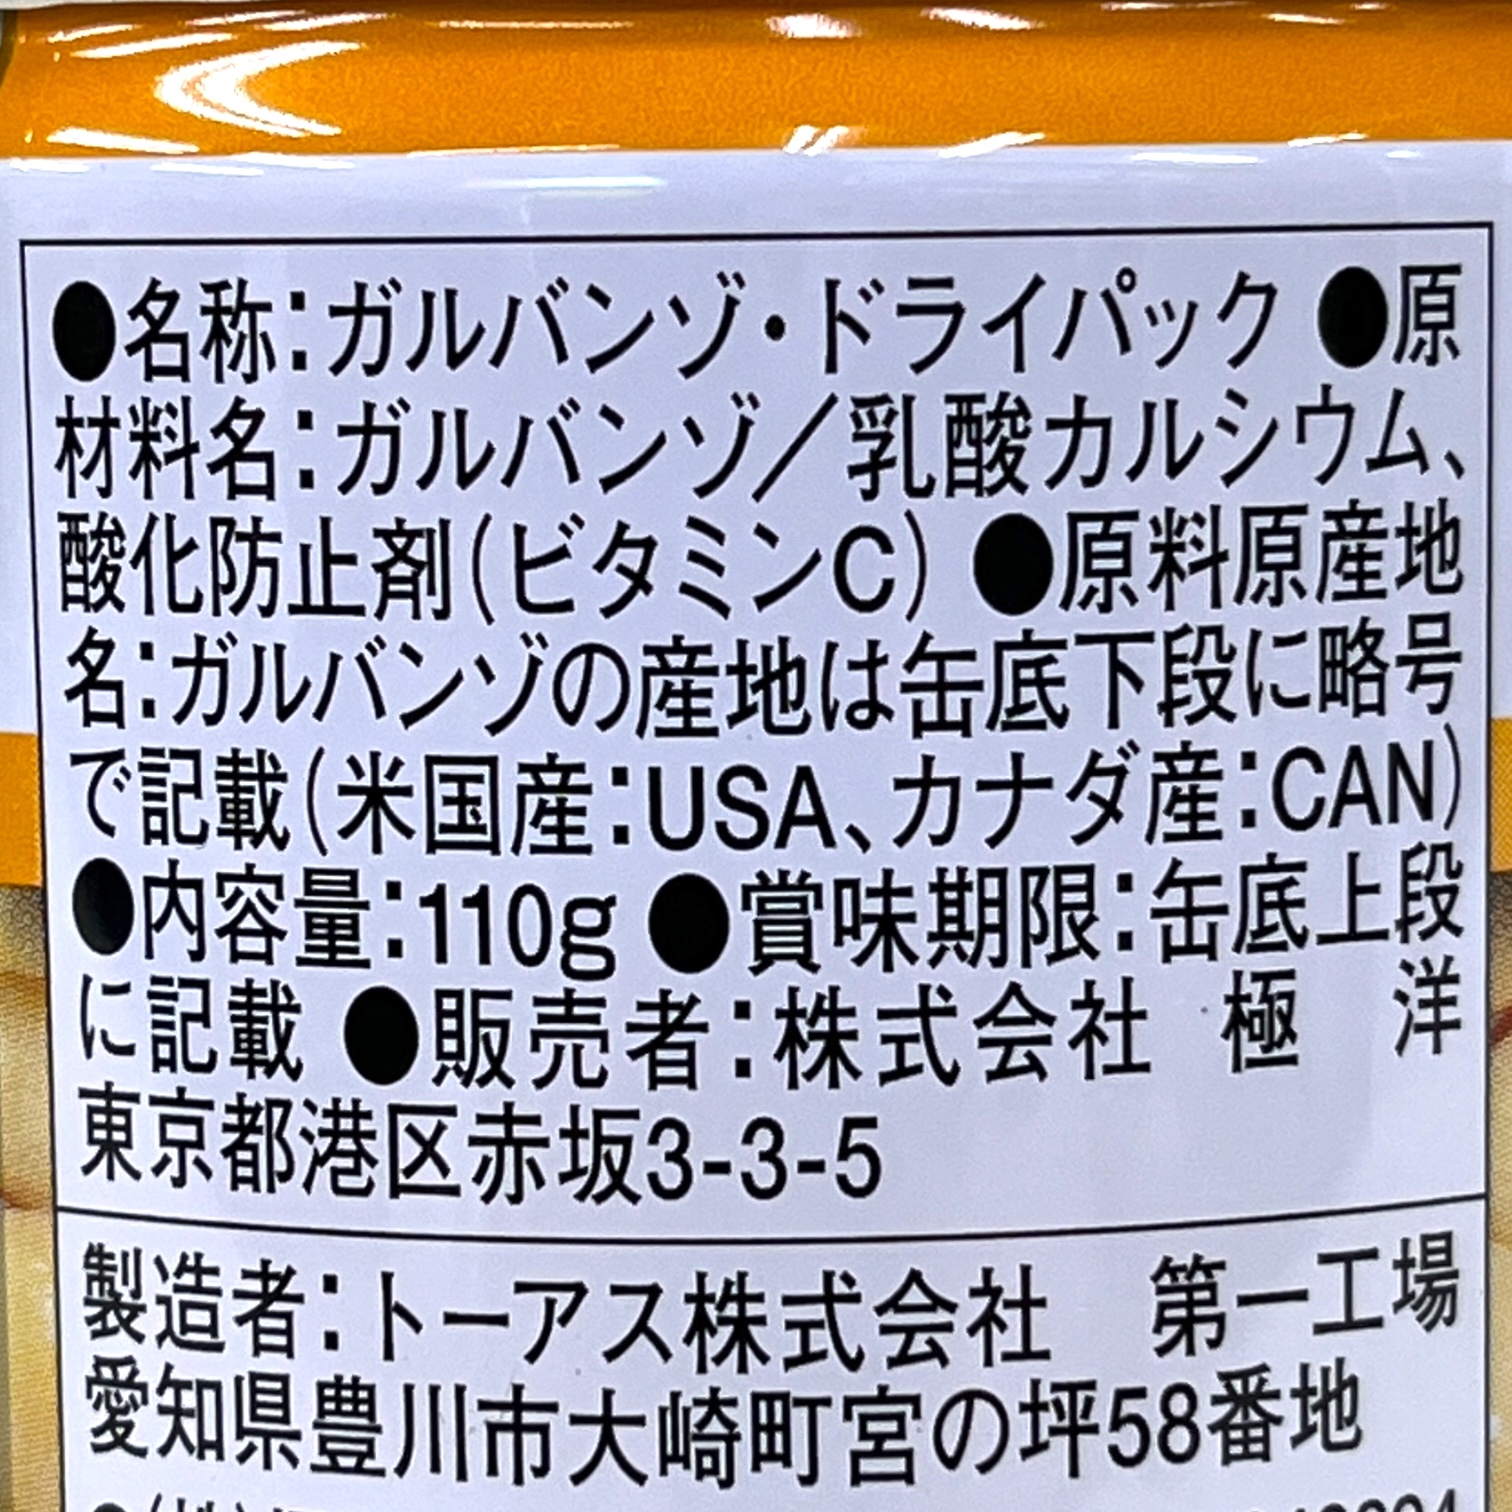 ●名称：ガルバンゾ・ドライパック ●原
材料名：ガルバンゾ／乳酸カルシウム、
酸化防止剤（ビタミンC） ●原料原産地
名：ガルバンゾの産地は缶底下段に略号
で記載（米国産：USA、カナダ産：CAN）
●内容量：110g ●賞味期限：缶底上段
に記載 ●販売者：株式会社 極 洋
東京都港区赤坂3-3-5
製造者：トーアス株式会社 第一工場
愛知県豊川市大崎町宮の坪58番地